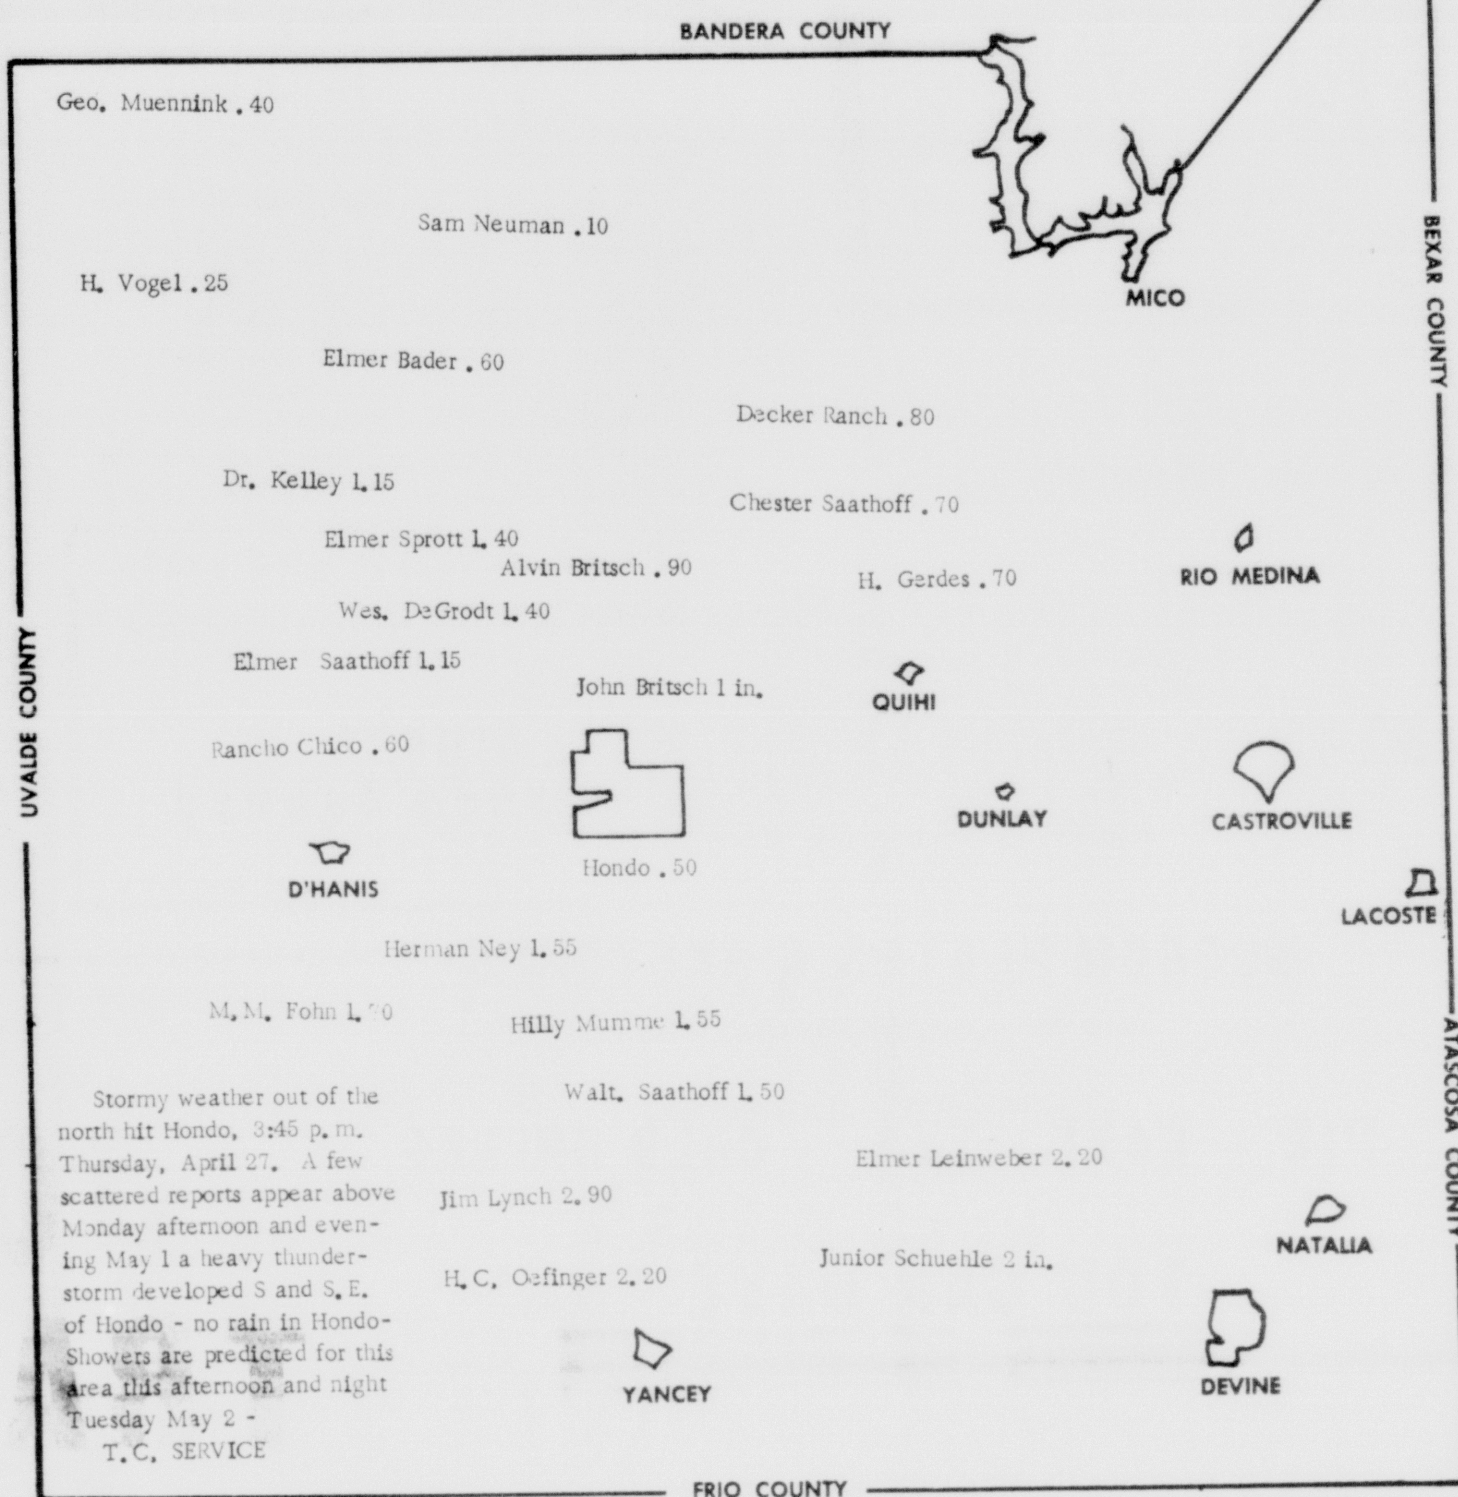 BANDERA COUNTY
Geo. Muennink .40
Sam Neuman .10
H. Vogel .25
MICO
BEXAR COUNTY
Elmer Bader .60
Decker Ranch .80
Dr. Kelley 1.15
Chester Saathoff .70
Elmer Sprott 1.40
Alvin Britsch .90
H. Gerdes .70
RIO MEDINA
Wes. DeGrodt 1.40
Elmer Saathoff 1.15
John Britsch 1 in.
QUIHI
UVALDE COUNTY
Rancho Chico .60
DUNLAY
CASTROVILLE
Hondo .50
D'HANIS
LACOSTE
Herman Ney 1.55
M.M. Fohn
Hilly Mumme 1.55
ATASCOSA COUNTY
Walt. Saathoff 1.50
Elmer Leinweber 2.20
Jim Lynch 2.90
NATALIA
Junior Schuehle 2 in.
H.C. Oefinger 2.20
YANCEY
DEVINE
Stormy weather out of the
north hit Hondo, 3:45 p.m.
Thursday, April 27. A few
scattered reports appear above
Monday afternoon and even-
ing May 1 a heavy thunder-
storm developed S and S.E.
of Hondo - no rain in Hondo-
Showers are predicted for this
area this afternoon and night
Tuesday May 2 -
T.C. SERVICE
FRIO COUNTY